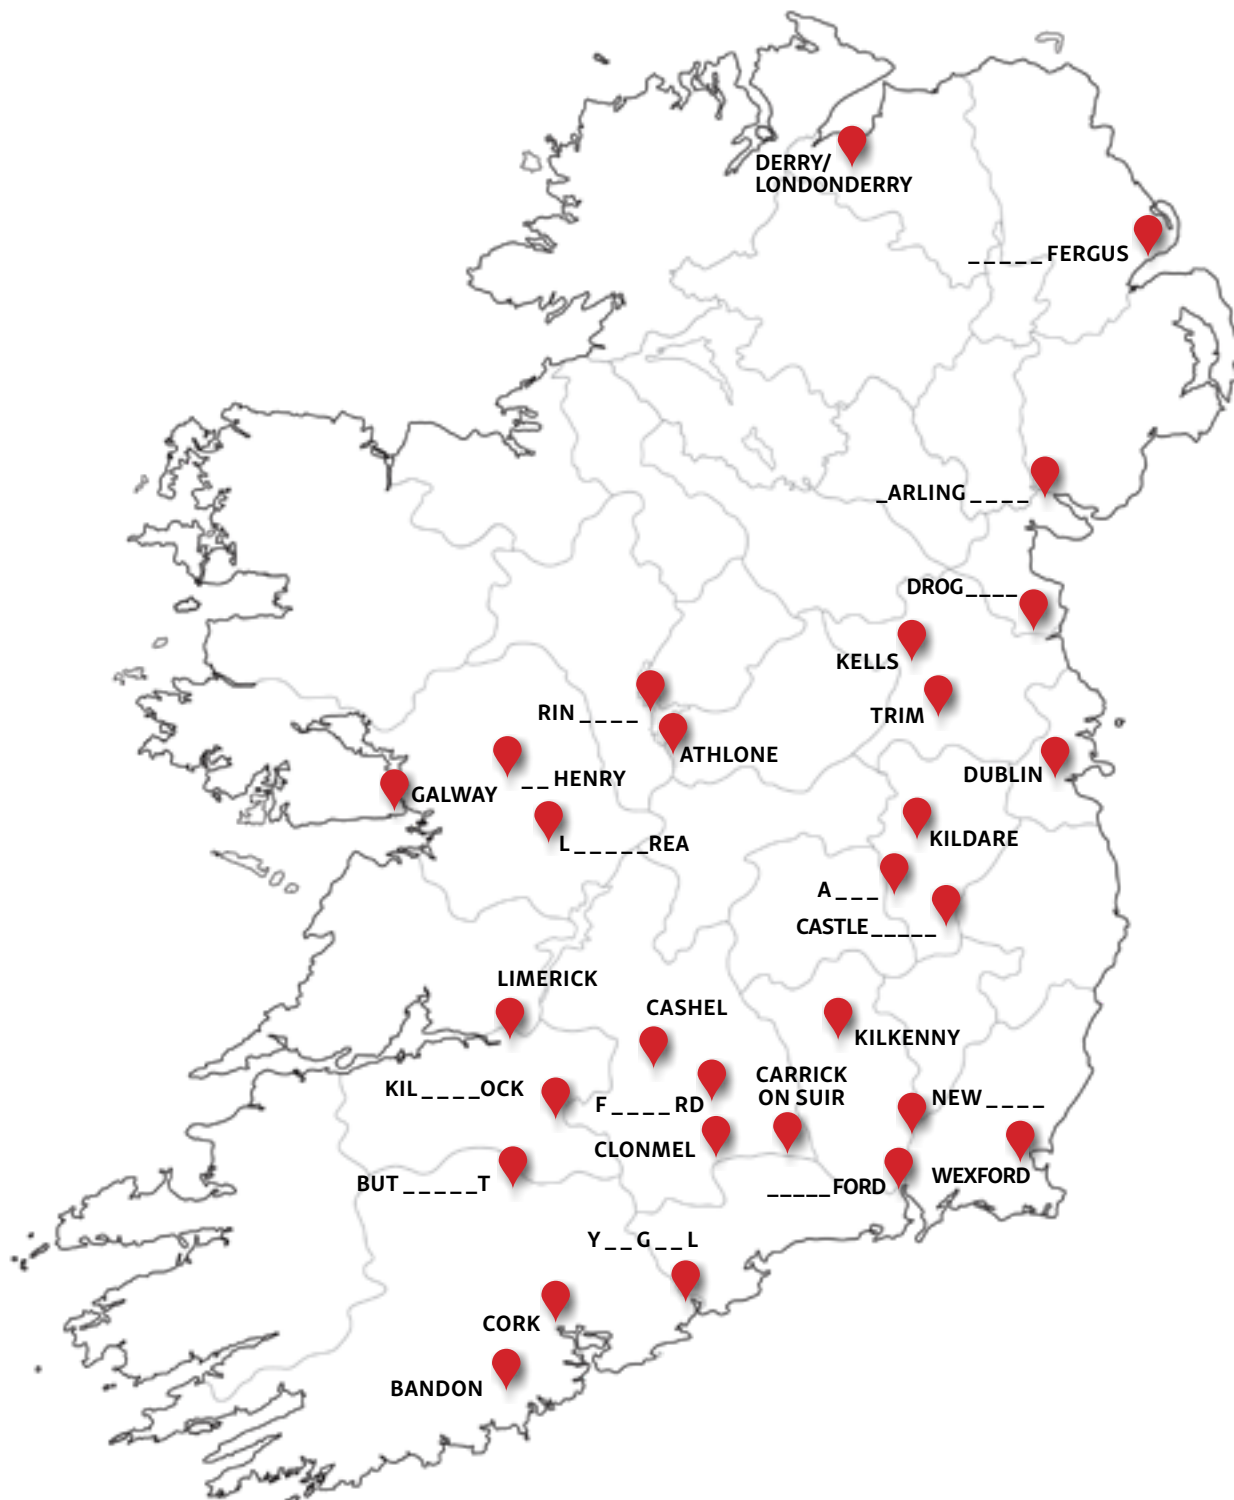 DERRY/
LONDONDERRY
_____FERGUS
_ARLING____
DROG____
KELLS
TRIM
RIN____
ATHLONE
DUBLIN
__HENRY
GALWAY
KILDARE
L_____REA
A___
CASTLE_____
LIMERICK
CASHEL
KILKENNY
CARRICK
ON SUIR
KIL____OCK
F____RD
NEW____
CLONMEL
WEXFORD
BUT_____T
_____FORD
Y__G__L
CORK
BANDON